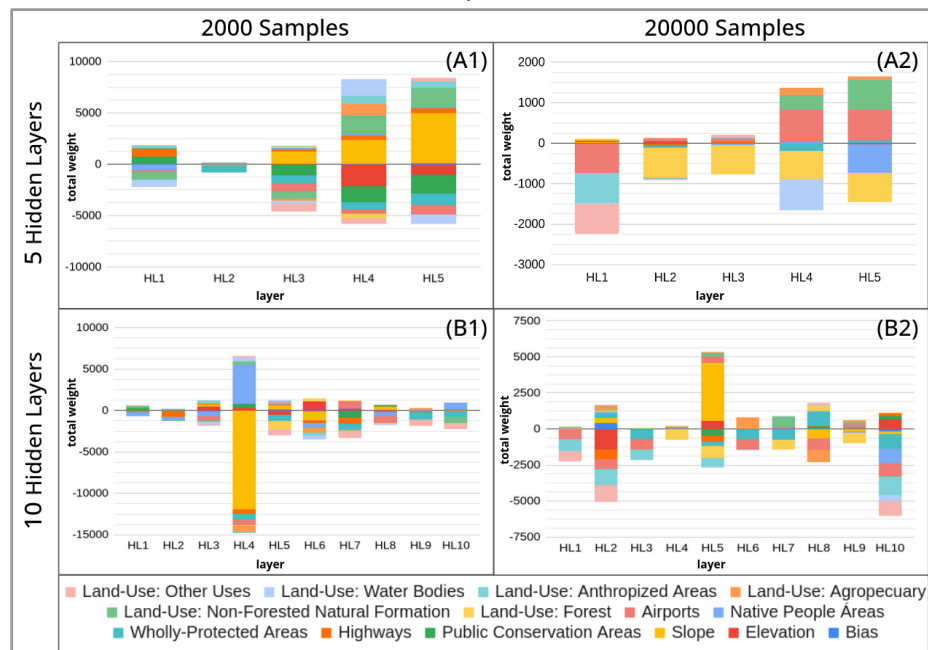 2000 Samples
20000 Samples
5 Hidden Layers
(A1)
10000
5000
0
-5000
-10000
total weight
HL1 HL2 HL3 HL4 HL5
layer
(A2)
2000
1000
0
-1000
-2000
-3000
total weight
HL1 HL2 HL3 HL4 HL5
layer
10 Hidden Layers
(B1)
10000
5000
0
-5000
-10000
-15000
total weight
HL1 HL2 HL3 HL4 HL5 HL6 HL7 HL8 HL9 HL10
layer
(B2)
7500
5000
2500
0
-2500
-5000
-7500
total weight
HL1 HL2 HL3 HL4 HL5 HL6 HL7 HL8 HL9 HL10
layer
Land-Use: Other Uses Land-Use: Water Bodies Land-Use: Anthropized Areas Land-Use: Agropecuary
Land-Use: Non-Forested Natural Formation Land-Use: Forest Airports Native People Áreas
Wholly-Protected Areas Highways Public Conservation Areas Slope Elevation Bias